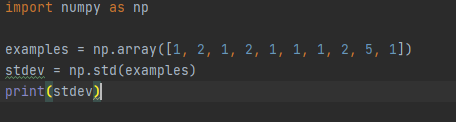 import numpy as np
examples = np.array([1, 2, 1, 2, 1, 1, 1, 2, 5, 1])
stdev = np.std(examples)
print(stdev)